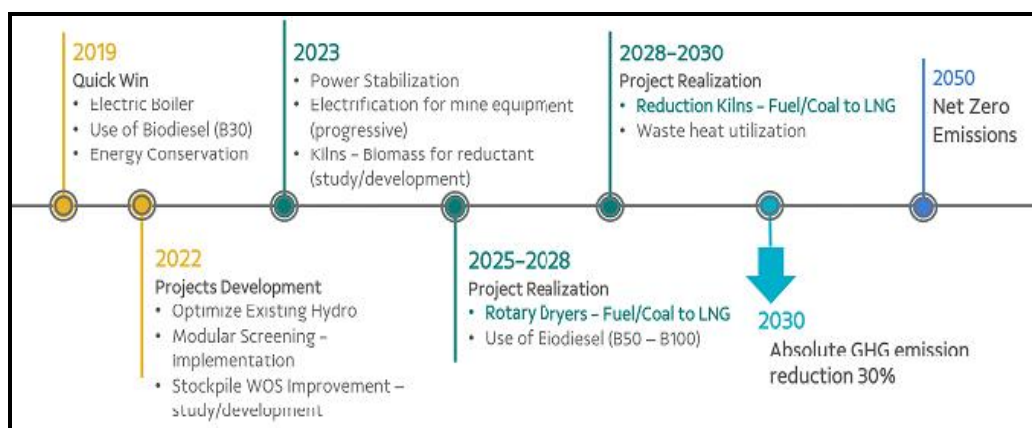 2019
Quick Win
• Electric Boiler
• Use of Biodiesel (B30)
• Energy Conservation
2022
Projects Development
• Optimize Existing Hydro
• Modular Screening –
Implementation
• Stockpile WOS Improvement –
study/development
2023
• Power Stabilization
• Electrification for mine equipment
(progressive)
• Kilns – Biomass for reductant
(study/development)
2025–2028
Project Realization
• Rotary Dryers – Fuel/Coal to LNG
• Use of Biodiesel (B50 – B100)
2028–2030
Project Realization
• Reduction Kilns – Fuel/Coal to LNG
• Waste heat utilization
2030
Absolute GHG emission
reduction 30%
2050
Net Zero
Emissions